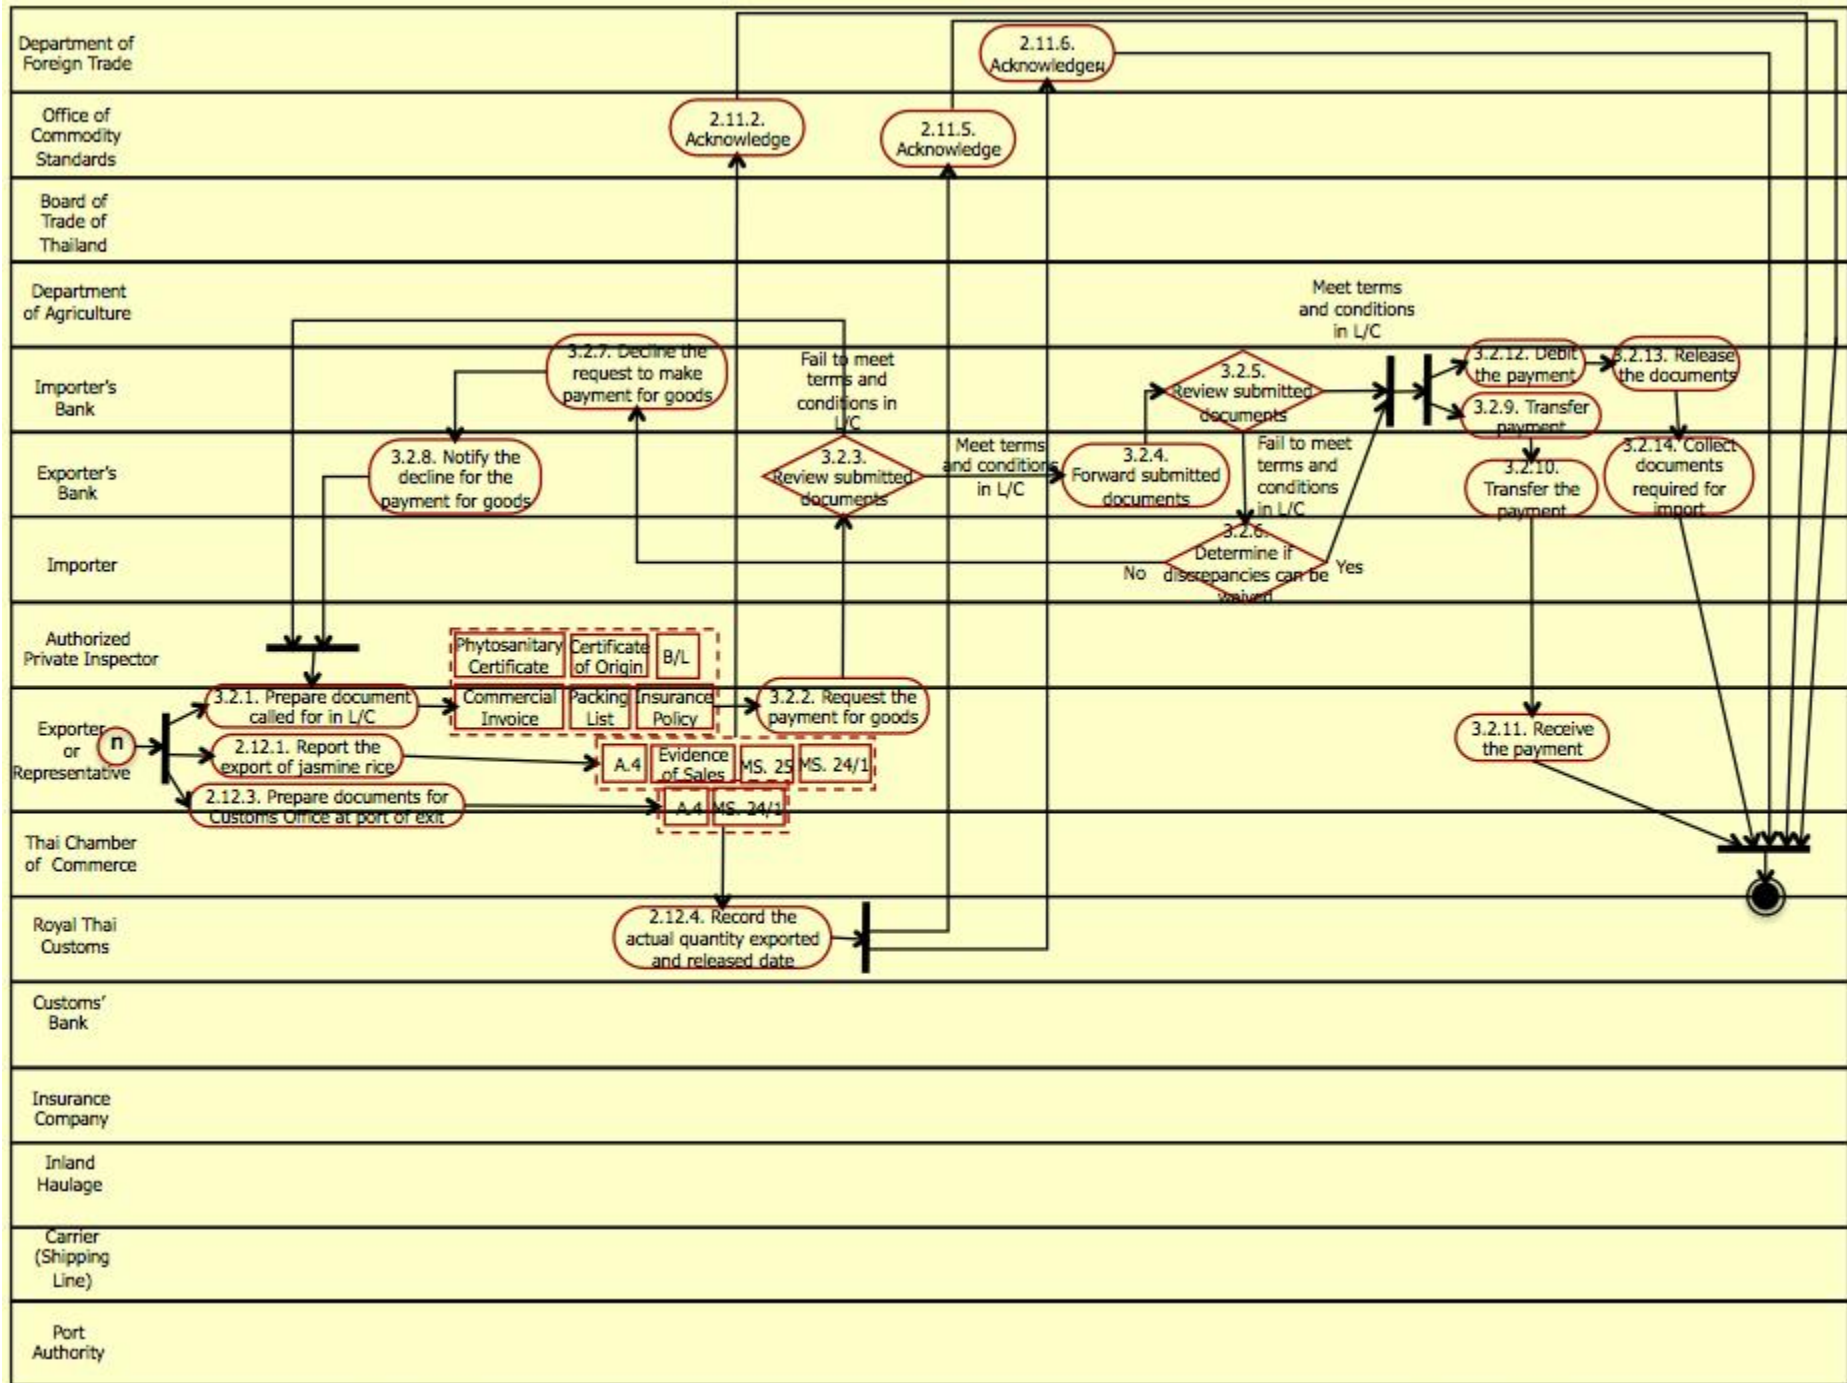 Department of
Foreign Trade
2.11.6.
Acknowledgeน
Office of
Commodity
Standards
2.11.2.
Acknowledge
2.11.5.
Acknowledge
Board of
Trade of
Thailand
Department
of Agriculture
Meet terms
and conditions
in L/C
Importer's
Bank
3.2.7. Decline the
request to make
payment for goods
Fail to meet
terms and
conditions in
L/C
3.2.5.
Review submitted
documents
3.2.12. Debit
the payment
3.2.13. Release
the documents
3.2.9. Transfer
payment
Exporter's
Bank
3.2.8. Notify the
decline for the
payment for goods
3.2.3.
Review submitted
documents
Meet terms
and conditions
in L/C
3.2.4.
Forward submitted
documents
Fail to meet
terms and
conditions
in L/C
3.2.10.
Transfer the
payment
3.2.14. Collect
documents
required for
import
Importer
No
3.2.6.
Determine if
discrepancies can be
waived
Yes
Authorized
Private Inspector
Phytosanitary
Certificate
Certificate
of Origin
B/L
Exporter
or
Representative
n
3.2.1. Prepare document
called for in L/C
Commercial
Invoice
Packing
List
Insurance
Policy
3.2.2. Request the
payment for goods
2.12.1. Report the
export of jasmine rice
A.4
Evidence
of Sales
MS. 25
MS. 24/1
3.2.11. Receive
the payment
2.12.3. Prepare documents for
Customs Office at port of exit
A.4
MS. 24/1
Thai Chamber
of Commerce
Royal Thai
Customs
2.12.4. Record the
actual quantity exported
and released date
Customs'
Bank
Insurance
Company
Inland
Haulage
Carrier
(Shipping
Line)
Port
Authority